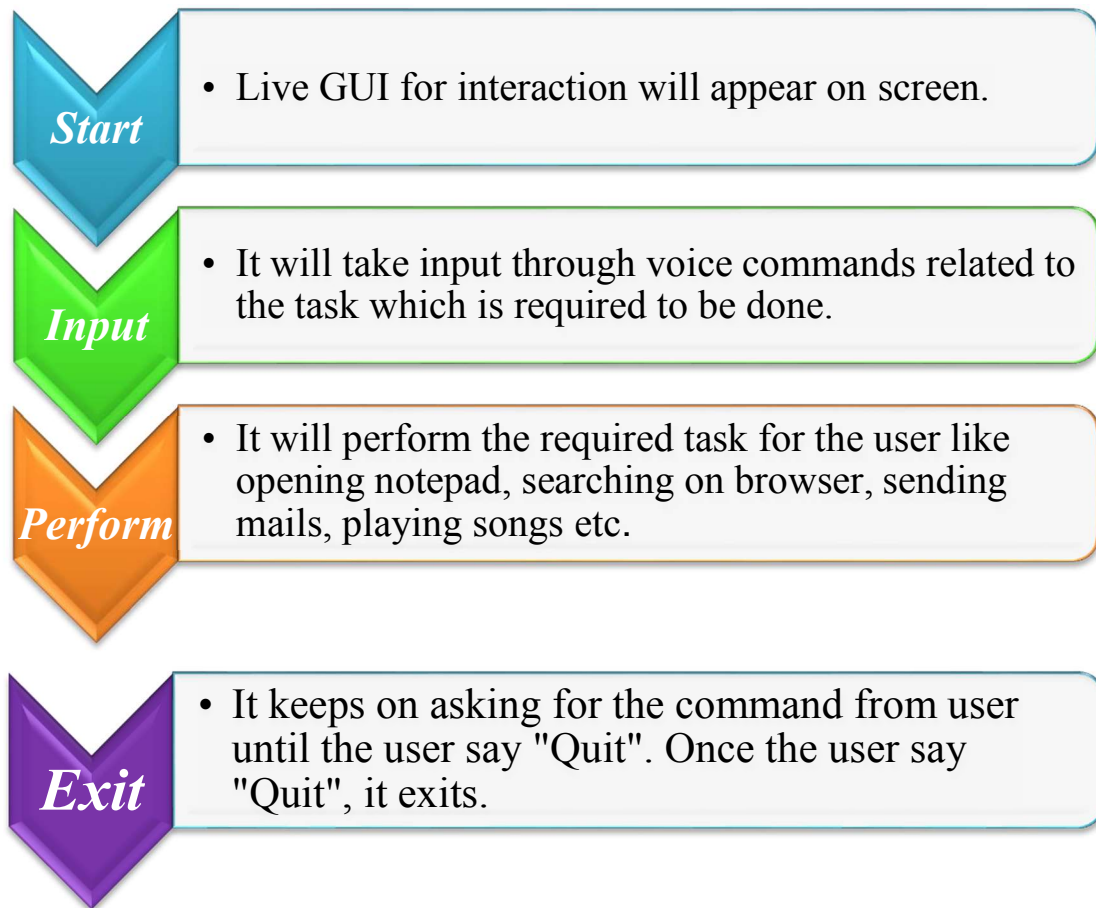 Start
• Live GUI for interaction will appear on screen.
Input
• It will take input through voice commands related to
the task which is required to be done.
Perform
• It will perform the required task for the user like
opening notepad, searching on browser, sending
mails, playing songs etc.
Exit
• It keeps on asking for the command from user
until the user say "Quit". Once the user say
"Quit", it exits.